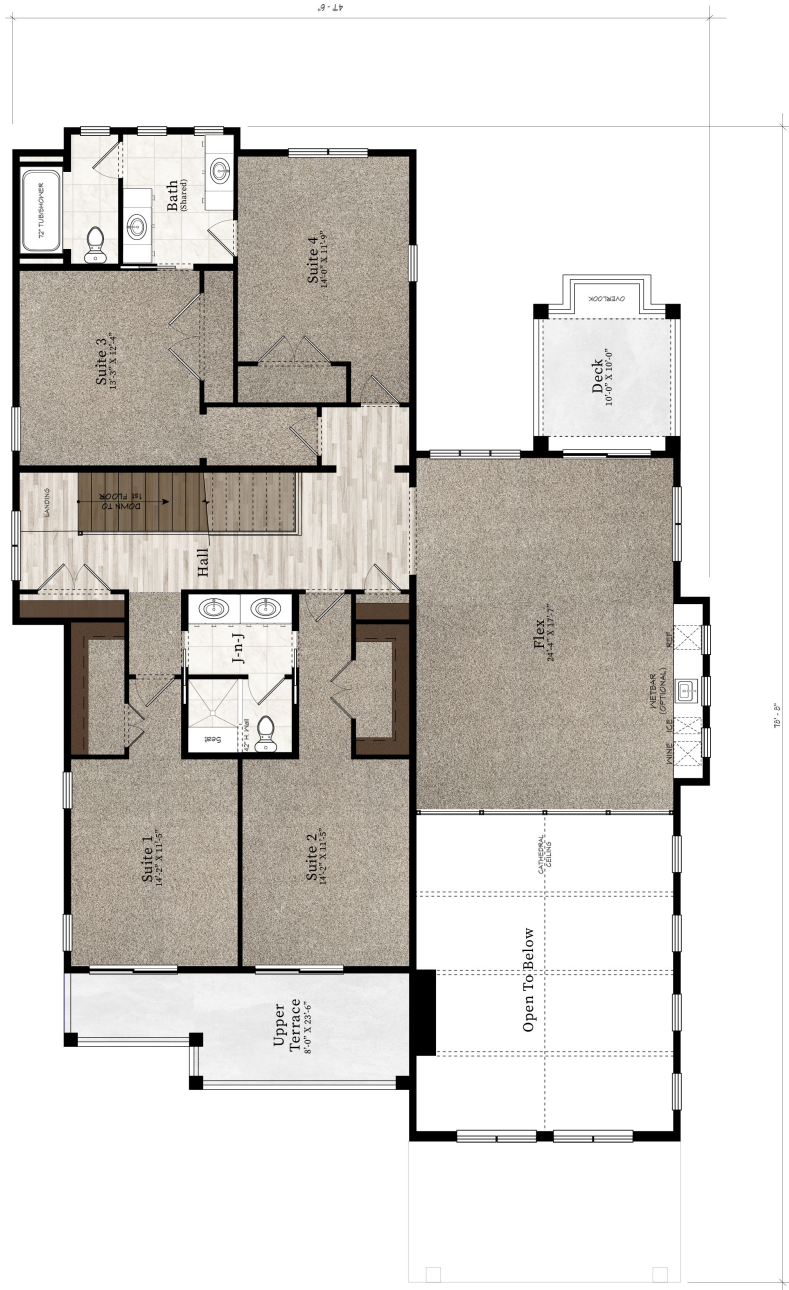 47'-6"
72" TUB/SHOWER
Bath
(Shared)
Suite 4
14'-0" X 11'-9"
Suite 3
13'-3" X 12'-4"
OVERLOOK
Deck
10'-0" X 10'-0"
LANDING
DOWN TO
1st FLOOR
Hall
Flex
24'-4" X 17'-7"
J-n-J
42" H. Wall
REF.
WETBAR
(OPTIONAL)
ICE
WINE
78'-8"
Suite 1
14'-2" X 11'-5"
Suite 2
14'-2" X 11'-5"
CATHEDRAL
CEILING
Open To Below
Upper
Terrace
8'-0" X 23'-6"